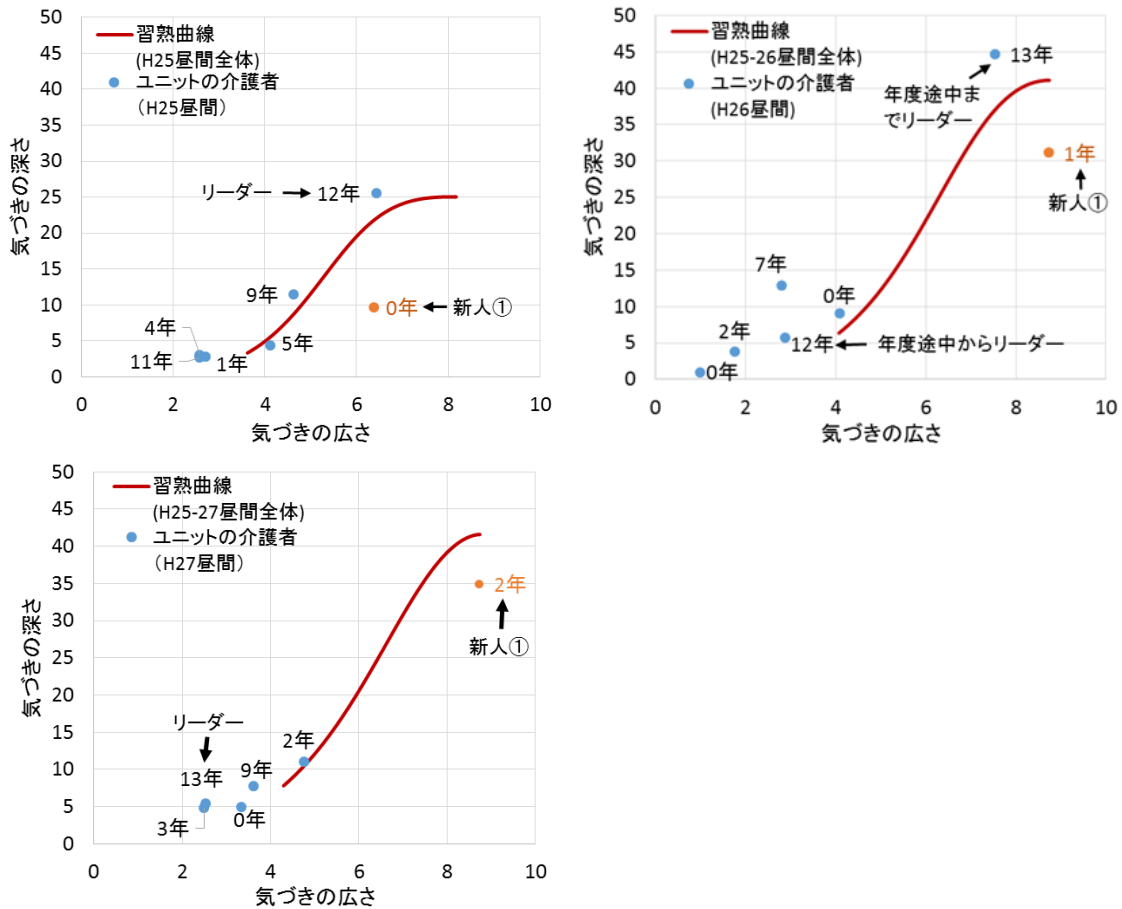 50
45
40
35
30
25
20
15
10
5
0
気づきの深さ
習熟曲線
(H25昼間全体)
ユニットの介護者
（H25昼間）
リーダー
12年
9年
0年
新人①
4年
5年
11年
1年
0
2
4
6
8
10
気づきの広さ
50
45
40
35
30
25
20
15
10
5
0
気づきの深さ
習熟曲線
(H25-26昼間全体)
ユニットの介護者
(H26昼間)
13年
年度途中ま
でリーダー
1年
新人①
7年
0年
2年
12年
年度途中からリーダー
0年
0
2
4
6
8
10
気づきの広さ
50
45
40
35
30
25
20
15
10
5
0
気づきの深さ
習熟曲線
(H25-27昼間全体)
ユニットの介護者
（H27昼間）
2年
新人①
リーダー
2年
13年
9年
3年
0年
0
2
4
6
8
10
気づきの広さ